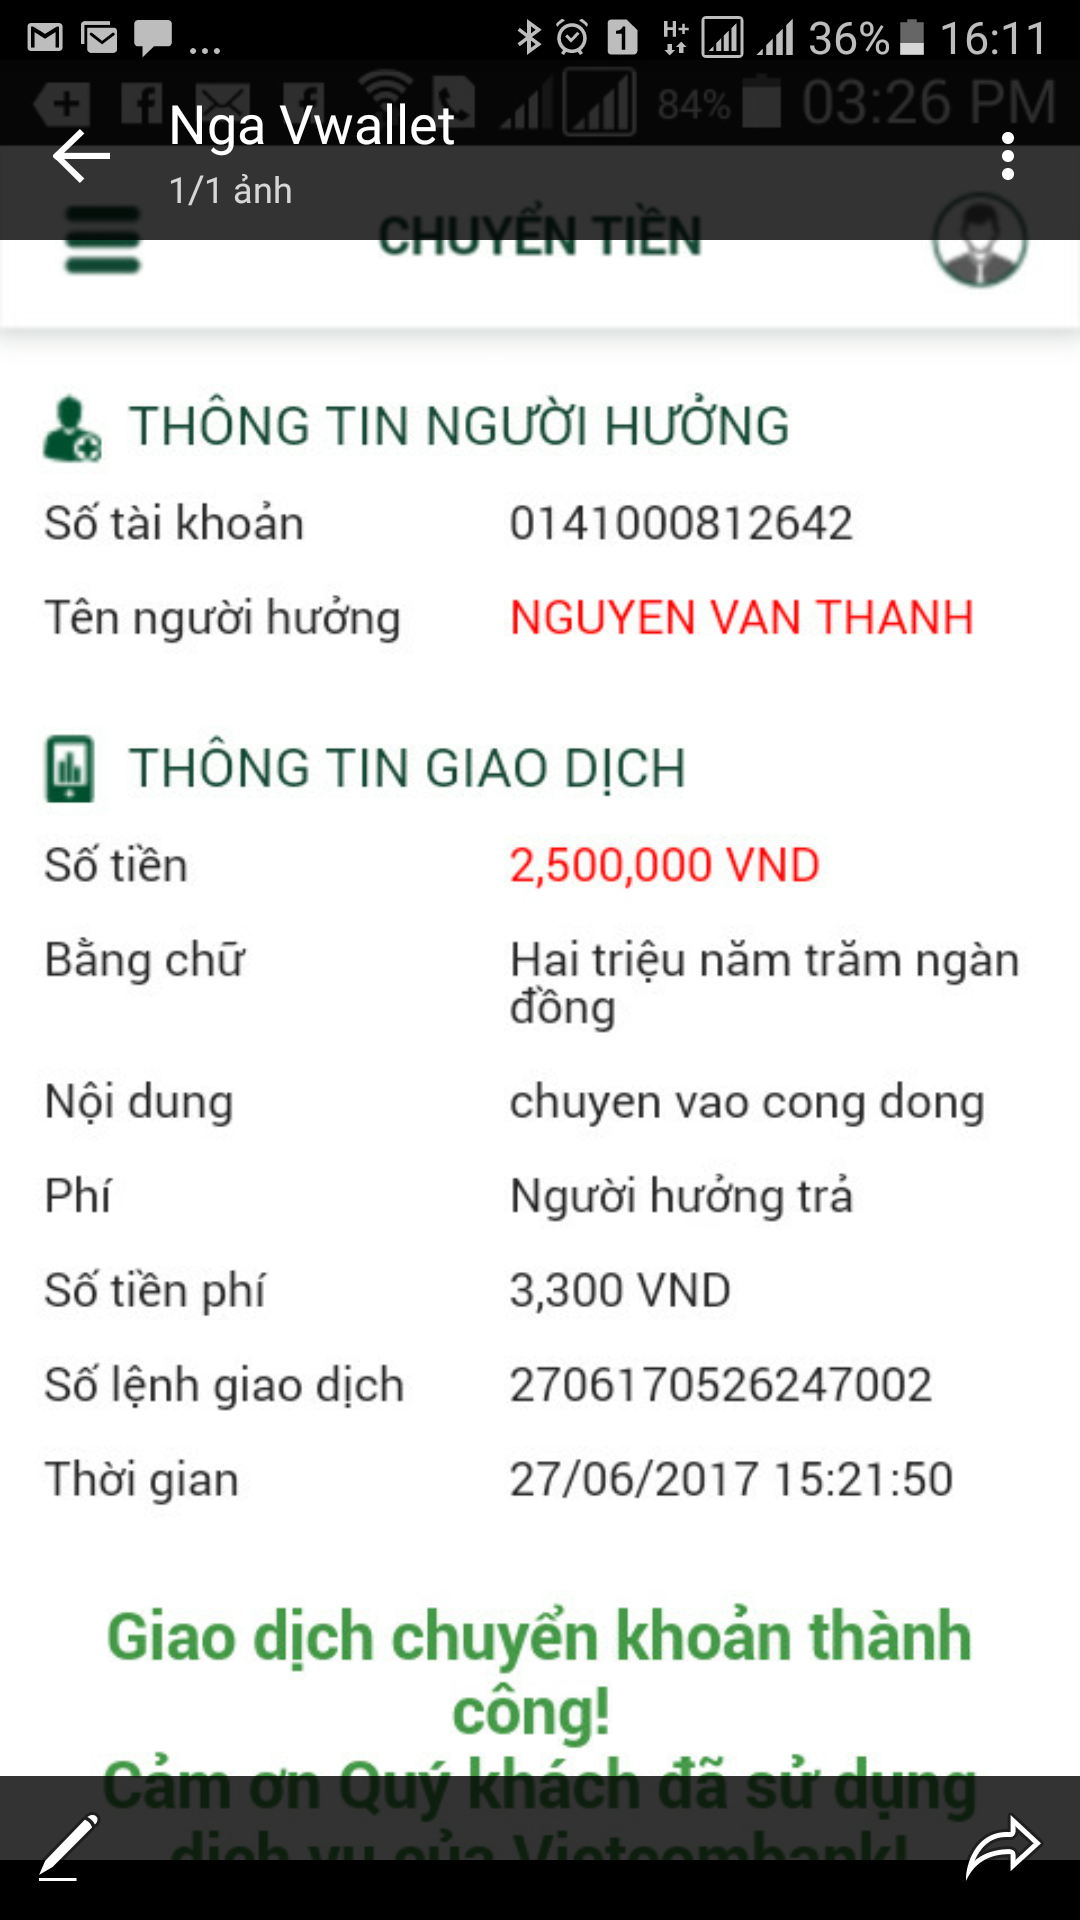 ... 1 H+ 36% 16:11
84% 03:26 PM
Nga Vwallet
1/1 ảnh
CHUYỂN TIỀN
THÔNG TIN NGƯỜI HƯỞNG
Số tài khoản 0141000812642
Tên người hưởng NGUYEN VAN THANH
THÔNG TIN GIAO DỊCH
Số tiền 2,500,000 VND
Bằng chữ Hai triệu năm trăm ngàn
đồng
Nội dung chuyen vao cong dong
Phí Người hưởng trả
Số tiền phí 3,300 VND
Số lệnh giao dịch 2706170526247002
Thời gian 27/06/2017 15:21:50
Giao dịch chuyển khoản thành
công!
Cảm ơn Quý khách đã sử dụng
dịch vụ của Vietcombank!